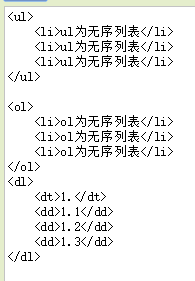 <ul>
<li>ul为无序列表</li>
<li>ul为无序列表</li>
<li>ul为无序列表</li>
</ul>
<ol>
<li>ol为无序列表</li>
<li>ol为无序列表</li>
<li>ol为无序列表</li>
</ol>
<dl>
<dt>1.</dt>
<dd>1.1</dd>
<dd>1.2</dd>
<dd>1.3</dd>
</dl>